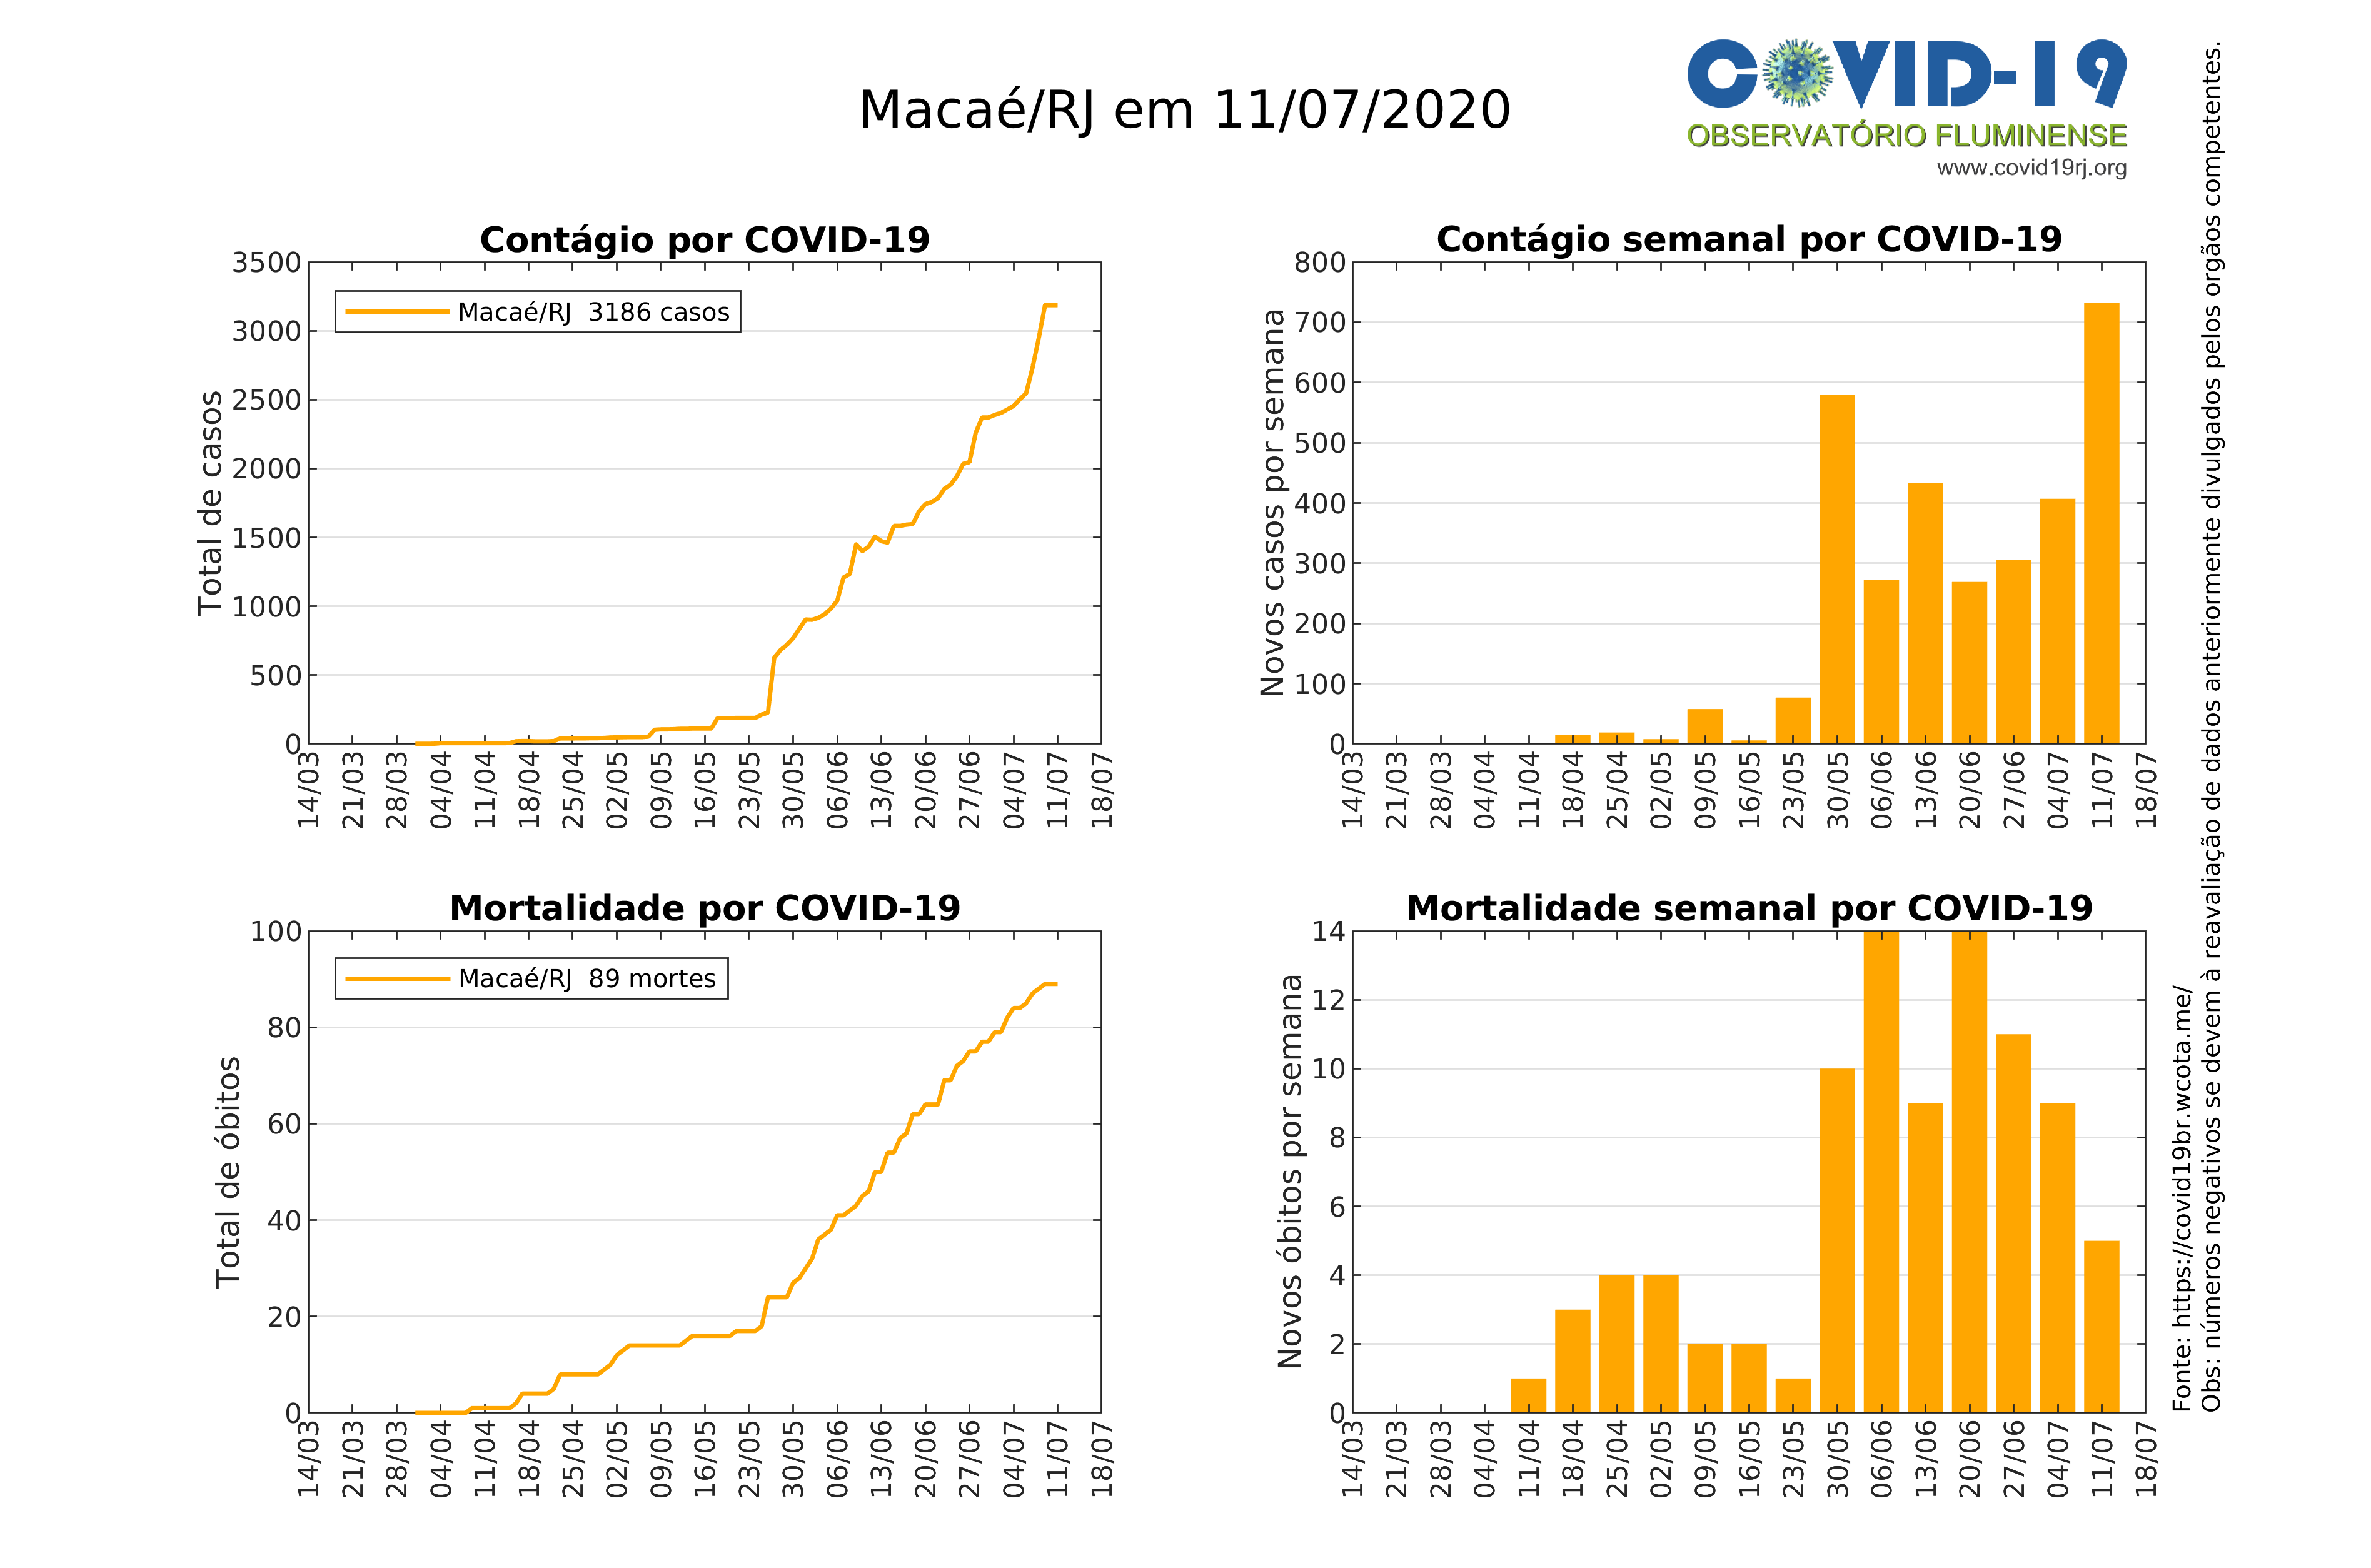 Macaé/RJ em 11/07/2020
COVID-19
OBSERVATÓRIO FLUMINENSE
www.covid19rj.org
Contágio por COVID-19
Total de casos
3500
3000
2500
2000
1500
1000
500
0
Macaé/RJ 3186 casos
14/03 21/03 28/03 04/04 11/04 18/04 25/04 02/05 09/05 16/05 23/05 30/05 06/06 13/06 20/06 27/06 04/07 11/07 18/07
Contágio semanal por COVID-19
Novos casos por semana
800
700
600
500
400
300
200
100
0
14/03 21/03 28/03 04/04 11/04 18/04 25/04 02/05 09/05 16/05 23/05 30/05 06/06 13/06 20/06 27/06 04/07 11/07 18/07
Mortalidade por COVID-19
Total de óbitos
100
80
60
40
20
0
Macaé/RJ 89 mortes
14/03 21/03 28/03 04/04 11/04 18/04 25/04 02/05 09/05 16/05 23/05 30/05 06/06 13/06 20/06 27/06 04/07 11/07 18/07
Mortalidade semanal por COVID-19
Novos óbitos por semana
14
12
10
8
6
4
2
0
14/03 21/03 28/03 04/04 11/04 18/04 25/04 02/05 09/05 16/05 23/05 30/05 06/06 13/06 20/06 27/06 04/07 11/07 18/07
Fonte: https://covid19br.wcota.me/
Obs: números negativos se devem à reavaliação de dados anteriormente divulgados pelos orgãos competentes.